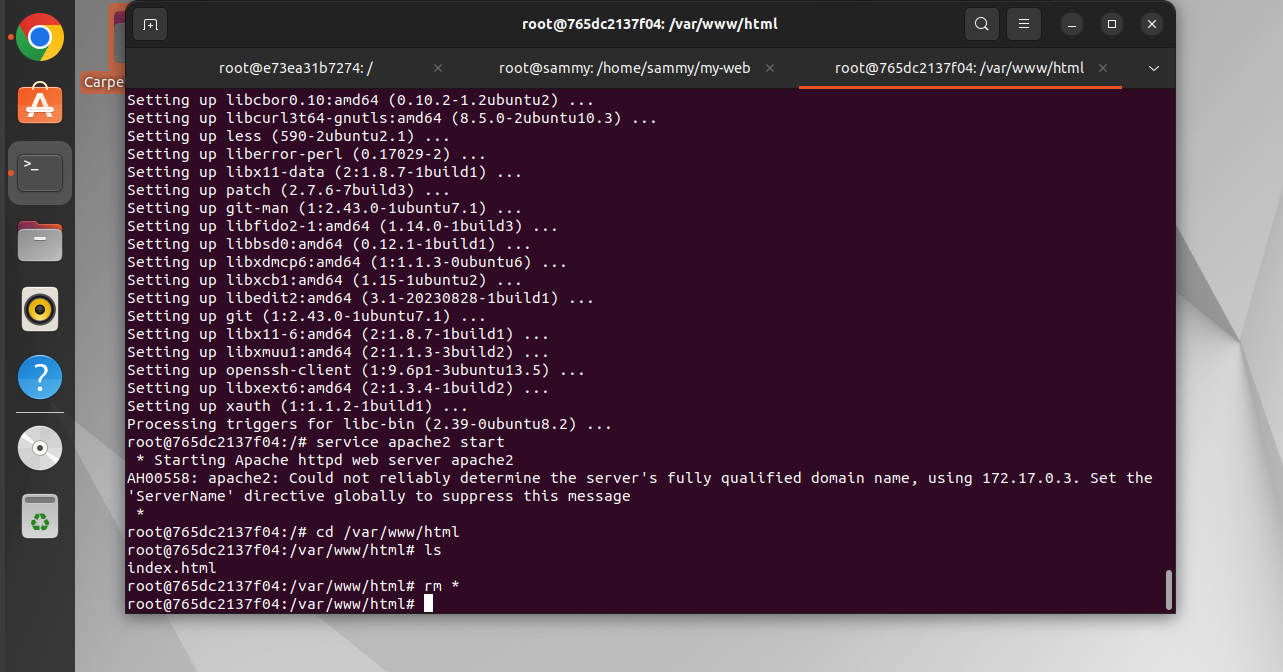 root@765dc2137f04: /var/www/html
root@e73ea31b7274: /
root@sammy: /home/sammy/my-web
root@765dc2137f04: /var/www/html
Carpe
Setting up libcbor0.10:amd64 (0.10.2-1.2ubuntu2) ...
Setting up libcurl3t64-gnutls:amd64 (8.5.0-2ubuntu10.3) ...
Setting up less (590-2ubuntu2.1) ...
Setting up liberror-perl (0.17029-2) ...
Setting up libx11-data (2:1.8.7-1build1) ...
Setting up patch (2.7.6-7build3) ...
Setting up git-man (1:2.43.0-1ubuntu7.1) ...
Setting up libfido2-1:amd64 (1.14.0-1build3) ...
Setting up libbsd0:amd64 (0.12.1-1build1) ...
Setting up libxdmcp6:amd64 (1:1.1.3-0ubuntu6) ...
Setting up libxcb1:amd64 (1.15-1ubuntu2) ...
Setting up libedit2:amd64 (3.1-20230828-1build1) ...
Setting up git (1:2.43.0-1ubuntu7.1) ...
Setting up libx11-6:amd64 (2:1.8.7-1build1) ...
Setting up libxmuu1:amd64 (2:1.1.3-3build2) ...
Setting up openssh-client (1:9.6p1-3ubuntu13.5) ...
Setting up libxext6:amd64 (2:1.3.4-1build2) ...
Setting up xauth (1:1.1.2-1build1) ...
Processing triggers for libc-bin (2.39-0ubuntu8.2) ...
root@765dc2137f04:/# service apache2 start
 * Starting Apache httpd web server apache2
AH00558: apache2: Could not reliably determine the server's fully qualified domain name, using 172.17.0.3. Set the
'ServerName' directive globally to suppress this message
 *
root@765dc2137f04:/# cd /var/www/html
root@765dc2137f04:/var/www/html# ls
index.html
root@765dc2137f04:/var/www/html# rm *
root@765dc2137f04:/var/www/html#